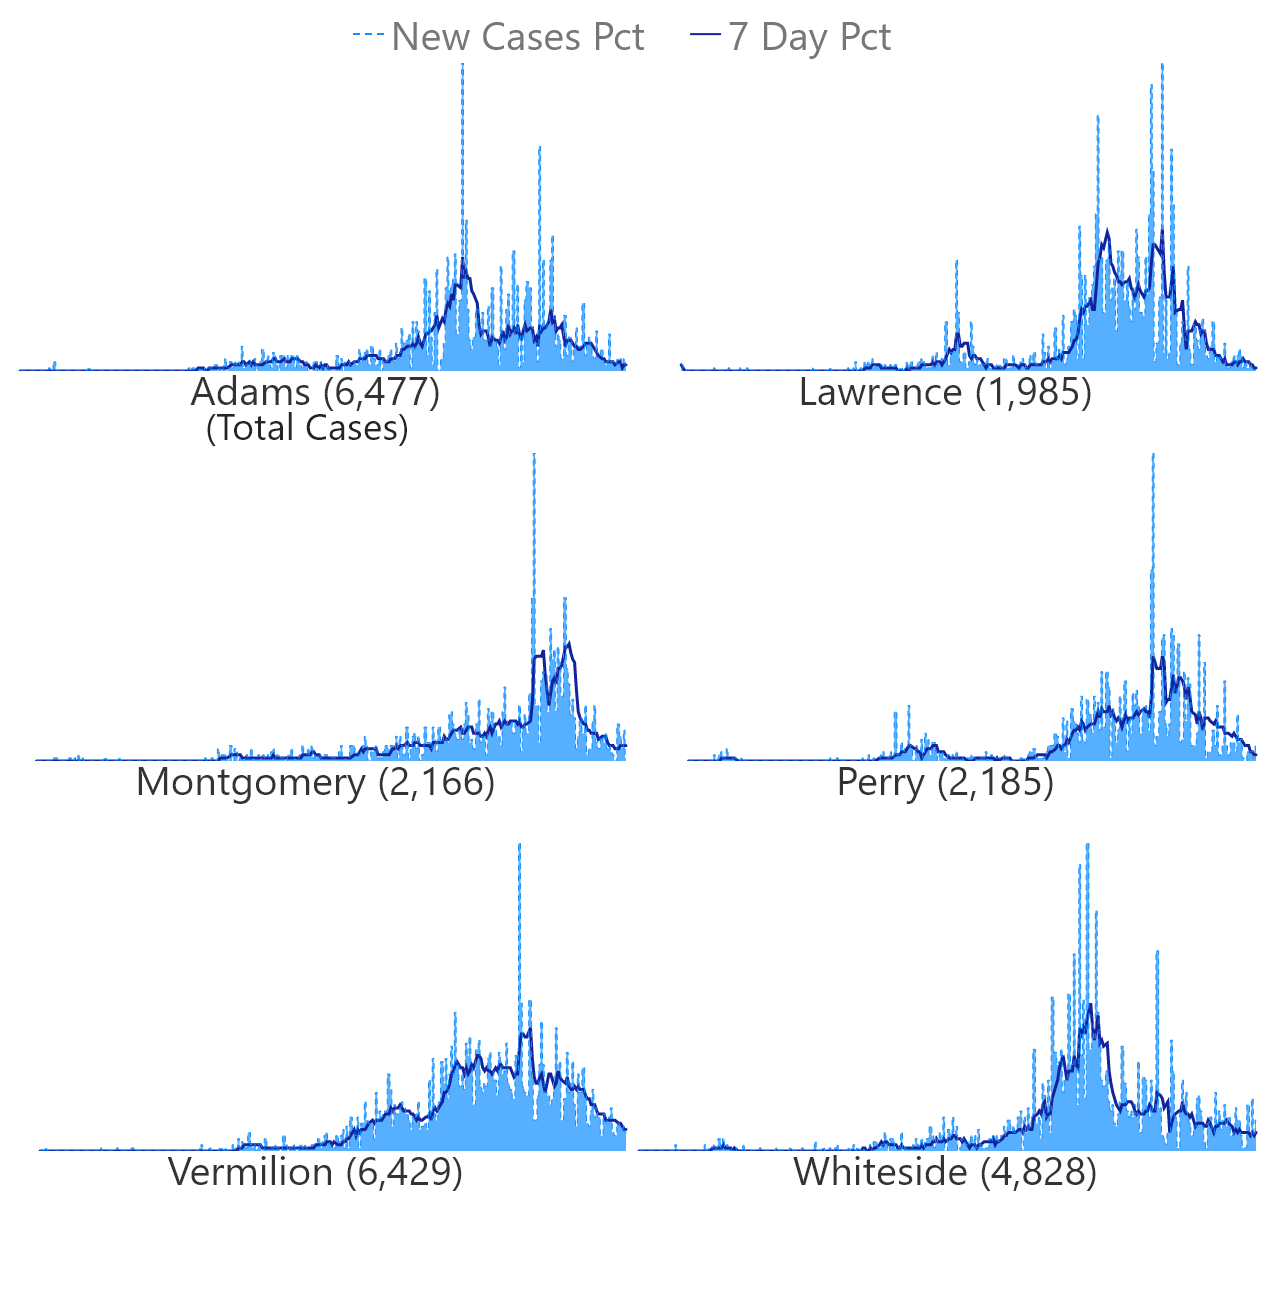 New Cases Pct 7 Day Pct
Adams (6,477) Lawrence (1,985)
(Total Cases)
Montgomery (2,166) Perry (2,185)
Vermilion (6,429) Whiteside (4,828)